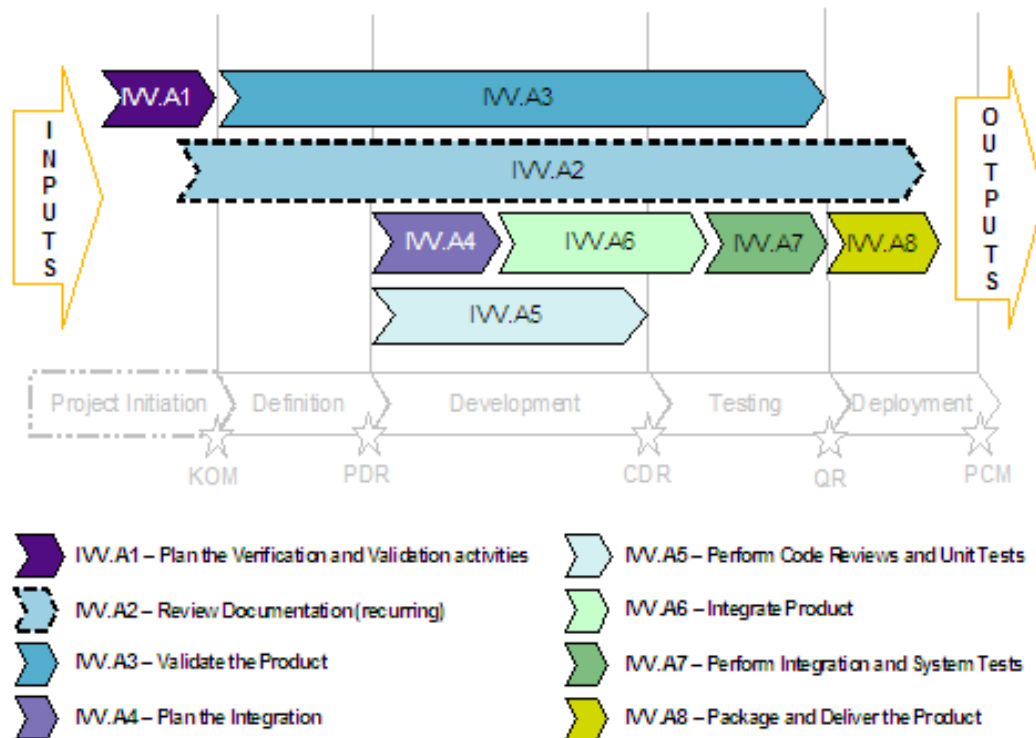 INPUTS
OUTPUTS
IVV.A1
IVV.A3
IVV.A2
IVV.A4
IVV.A6
IVV.A7
IVV.A8
IVV.A5
Project Initiation
Definition
Development
Testing
Deployment
KOM
PDR
CDR
QR
PCM
IVV.A1 – Plan the Verification and Validation activities
IVV.A2 – Review Documentation (recurring)
IVV.A3 – Validate the Product
IVV.A4 – Plan the Integration
IVV.A5 – Perform Code Reviews and Unit Tests
IVV.A6 – Integrate Product
IVV.A7 – Perform Integration and System Tests
IVV.A8 – Package and Deliver the Product